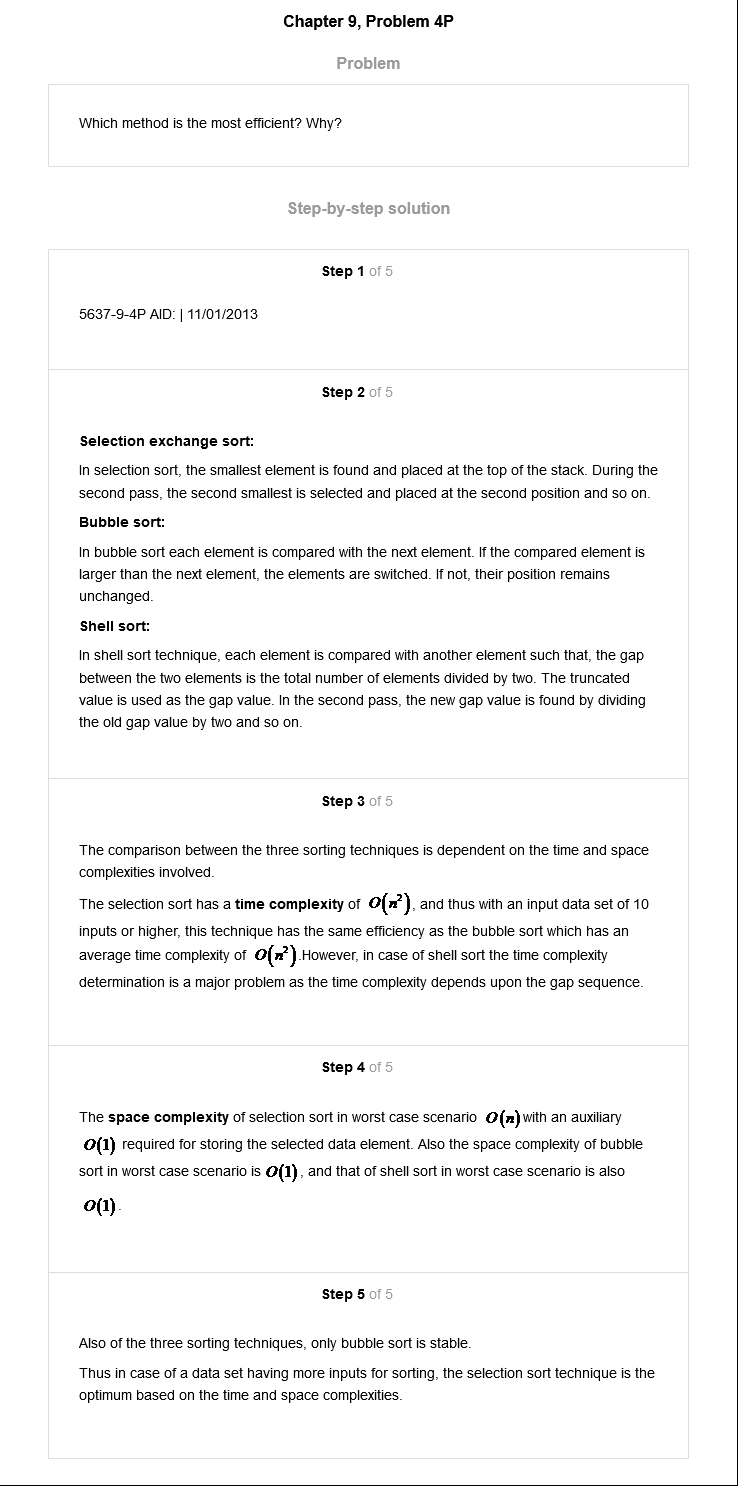 Chapter 9, Problem 4P
Problem
Which method is the most efficient? Why?
Step-by-step solution
Step 1 of 5
5637-9-4P AID: | 11/01/2013
Step 2 of 5
Selection exchange sort:
In selection sort, the smallest element is found and placed at the top of the stack. During the
second pass, the second smallest is selected and placed at the second position and so on.
Bubble sort:
In bubble sort each element is compared with the next element. If the compared element is
larger than the next element, the elements are switched. If not, their position remains
unchanged.
Shell sort:
In shell sort technique, each element is compared with another element such that, the gap
between the two elements is the total number of elements divided by two. The truncated
value is used as the gap value. In the second pass, the new gap value is found by dividing
the old gap value by two and so on.
Step 3 of 5
The comparison between the three sorting techniques is dependent on the time and space
complexities involved.
The selection sort has a time complexity of O(n²), and thus with an input data set of 10
inputs or higher, this technique has the same efficiency as the bubble sort which has an
average time complexity of O(n²).However, in case of shell sort the time complexity
determination is a major problem as the time complexity depends upon the gap sequence.
Step 4 of 5
The space complexity of selection sort in worst case scenario O(n) with an auxiliary
O(1) required for storing the selected data element. Also the space complexity of bubble
sort in worst case scenario is O(1), and that of shell sort in worst case scenario is also
O(1).
Step 5 of 5
Also of the three sorting techniques, only bubble sort is stable.
Thus in case of a data set having more inputs for sorting, the selection sort technique is the
optimum based on the time and space complexities.